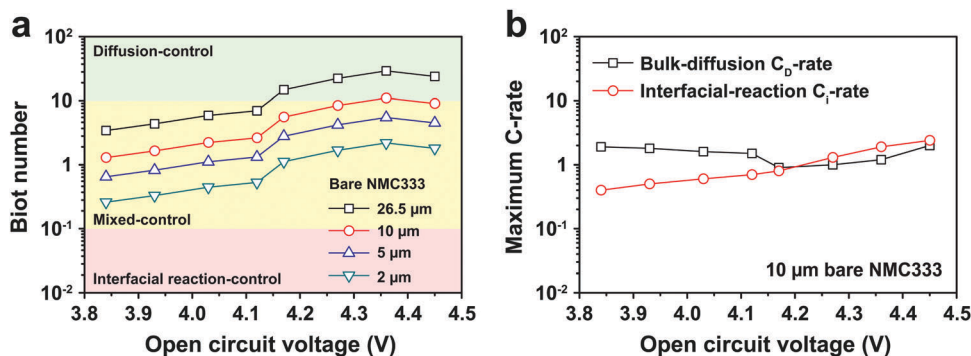 a
10²
10
1
10⁻¹
10⁻²
Biot number
Diffusion-control
Mixed-control
Interfacial reaction-control
Bare NMC333
26.5 µm
10 µm
5 µm
2 µm
3.8 3.9 4.0 4.1 4.2 4.3 4.4 4.5
Open circuit voltage (V)
b
10²
10
1
10⁻¹
10⁻²
Maximum C-rate
Bulk-diffusion C_D-rate
Interfacial-reaction C_i-rate
10 µm bare NMC333
3.8 3.9 4.0 4.1 4.2 4.3 4.4 4.5
Open circuit voltage (V)